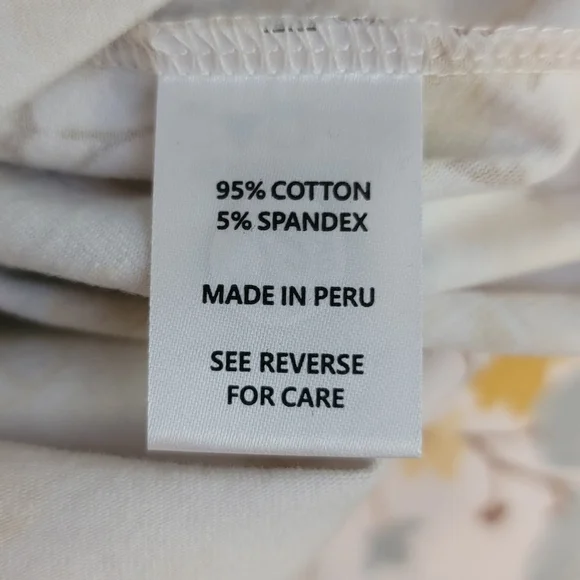 95% COTTON
5% SPANDEX
MADE IN PERU
SEE REVERSE
FOR CARE